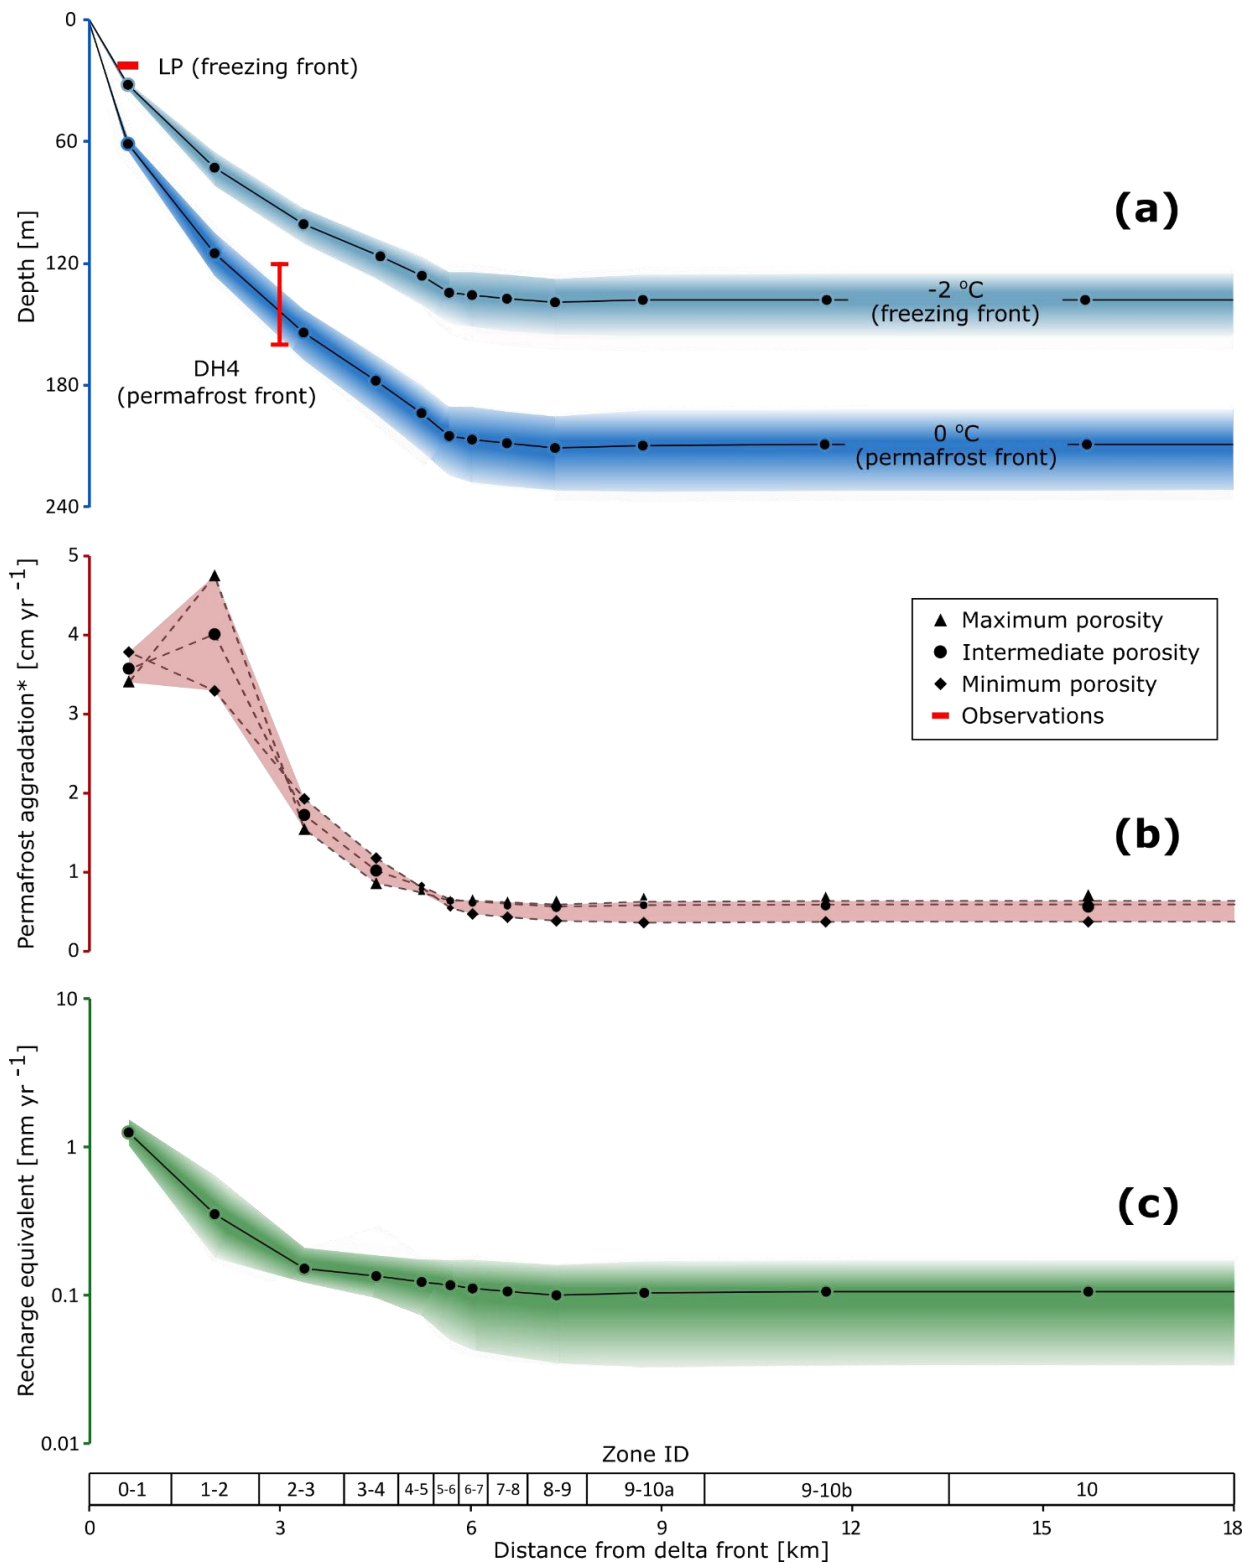 0
LP (freezing front)
60
(a)
Depth [m]
120
-2 °C
(freezing front)
DH4
(permafrost front)
180
0 °C
(permafrost front)
240
5
Permafrost aggradation* [cm yr -1]
4
3
2
1
0
Maximum porosity
Intermediate porosity
Minimum porosity
Observations
(b)
10
Recharge equivalent [mm yr -1]
1
0.1
0.01
(c)
Zone ID
0-1 1-2 2-3 3-4 4-5 5-6 6-7 7-8 8-9 9-10a 9-10b 10
0 3 6 9 12 15 18
Distance from delta front [km]